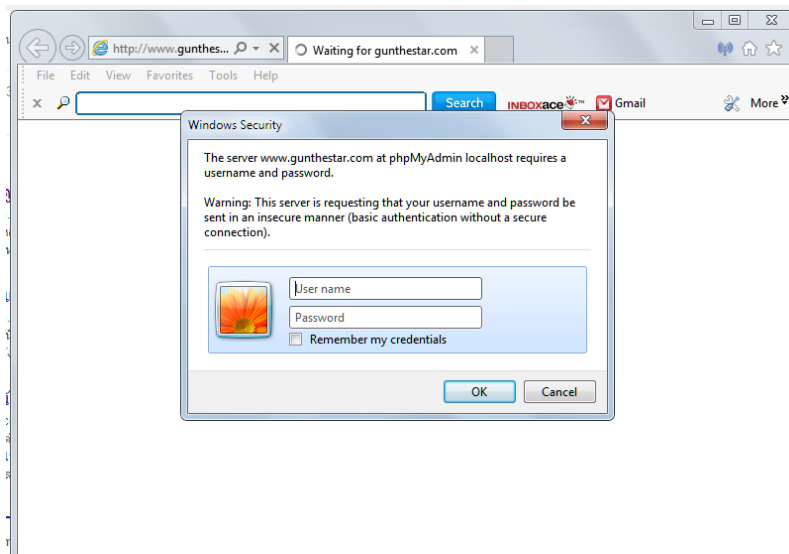 http://www.gunthes...
Waiting for gunthestar.com
File Edit View Favorites Tools Help
x Search INBOXace™ Gmail More
Windows Security
The server www.gunthestar.com at phpMyAdmin localhost requires a
username and password.
Warning: This server is requesting that your username and password be
sent in an insecure manner (basic authentication without a secure
connection).
User name
Password
Remember my credentials
OK Cancel